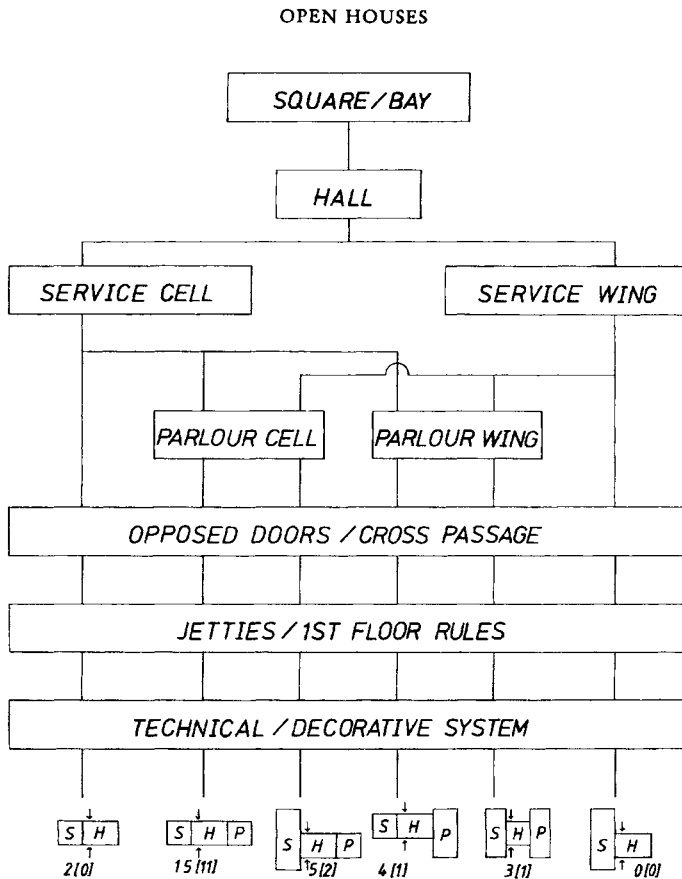 OPEN HOUSES
SQUARE/BAY
HALL
SERVICE CELL SERVICE WING
PARLOUR CELL PARLOUR WING
OPPOSED DOORS / CROSS PASSAGE
JETTIES / 1ST FLOOR RULES
TECHNICAL / DECORATIVE SYSTEM
S H S H P S H P S H P S H P S H
2[0] 15[11] 5[2] 4[1] 3[1] 0[0]